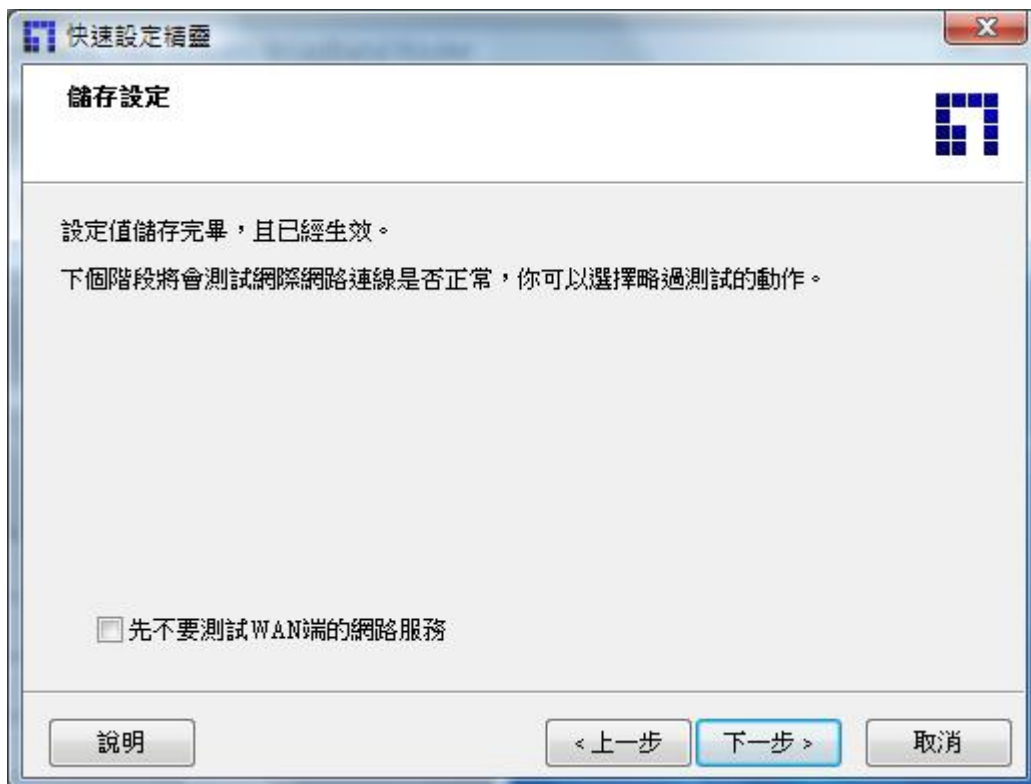 快速設定精靈
儲存設定
設定值儲存完畢，且已經生效。
下個階段將會測試網際網路連線是否正常，你可以選擇略過測試的動作。
先不要測試WAN端的網路服務
說明
<上一步
下一步>
取消